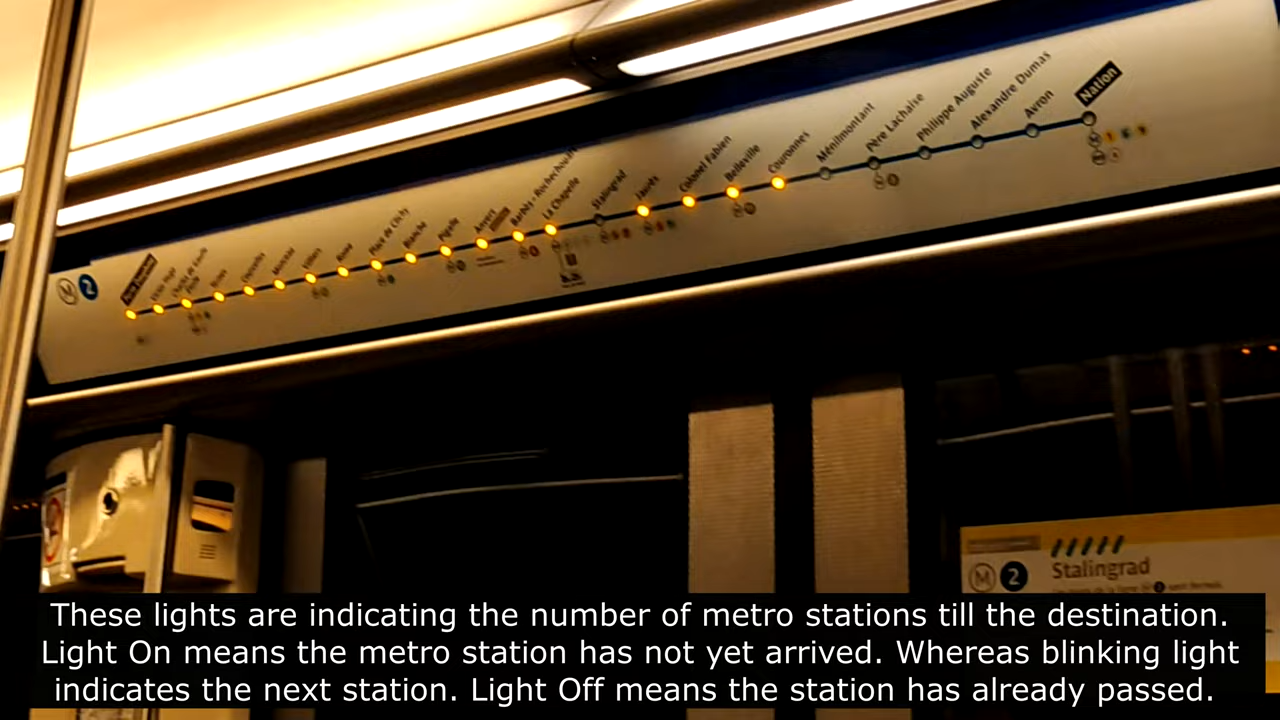 M 2
Porte Dauphine
Victor Hugo
Charles de Gaulle
Étoile
Ternes
Courcelles
Monceau
Villiers
Rome
Place de Clichy
Blanche
Pigalle
Anvers
Barbès - Rochechouart
La Chapelle
Stalingrad
Jaurès
Colonel Fabien
Belleville
Couronnes
Ménilmontant
Père Lachaise
Philippe Auguste
Alexandre Dumas
Avron
Nation
M 2 Stalingrad
These lights are indicating the number of metro stations till the destination.
Light On means the metro station has not yet arrived. Whereas blinking light
indicates the next station. Light Off means the station has already passed.